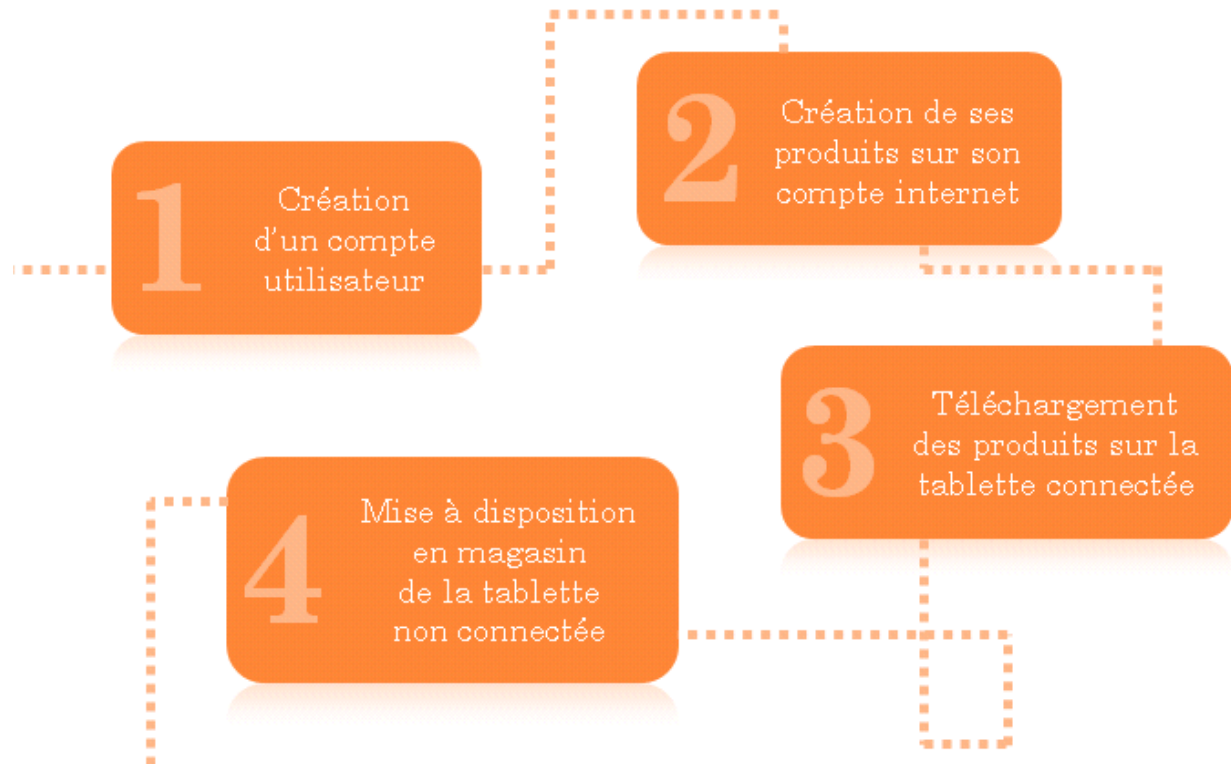 1
Création
d'un compte
utilisateur
2
Création de ses
produits sur son
compte internet
3
Téléchargement
des produits sur la
tablette connectée
4
Mise à disposition
en magasin
de la tablette
non connectée